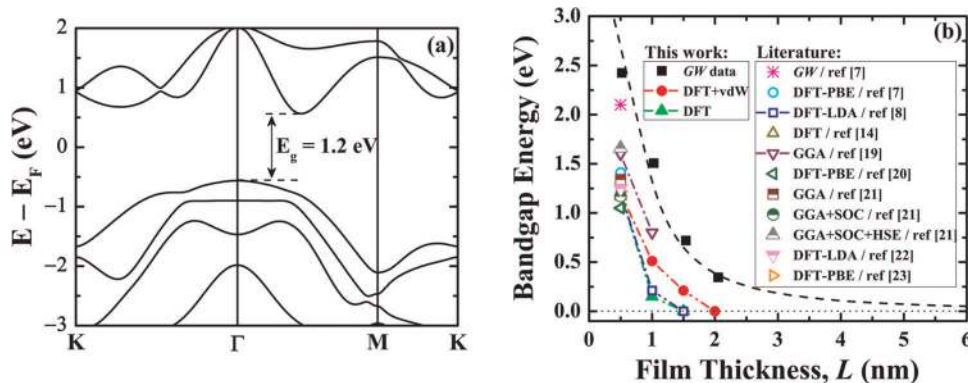 (a)
E – E_F (eV)
2
1
0
−1
−2
−3
E_g = 1.2 eV
K
Γ
M
K
(b)
Bandgap Energy (eV)
3.0
2.5
2.0
1.5
1.0
0.5
0.0
This work:
GW data
DFT+vdW
DFT
Literature:
GW / ref [7]
DFT-PBE / ref [7]
DFT-LDA / ref [8]
DFT / ref [14]
GGA / ref [19]
DFT-PBE / ref [20]
GGA / ref [21]
GGA+SOC / ref [21]
GGA+SOC+HSE / ref [21]
DFT-LDA / ref [22]
DFT-PBE / ref [23]
0 1 2 3 4 5 6
Film Thickness, L (nm)